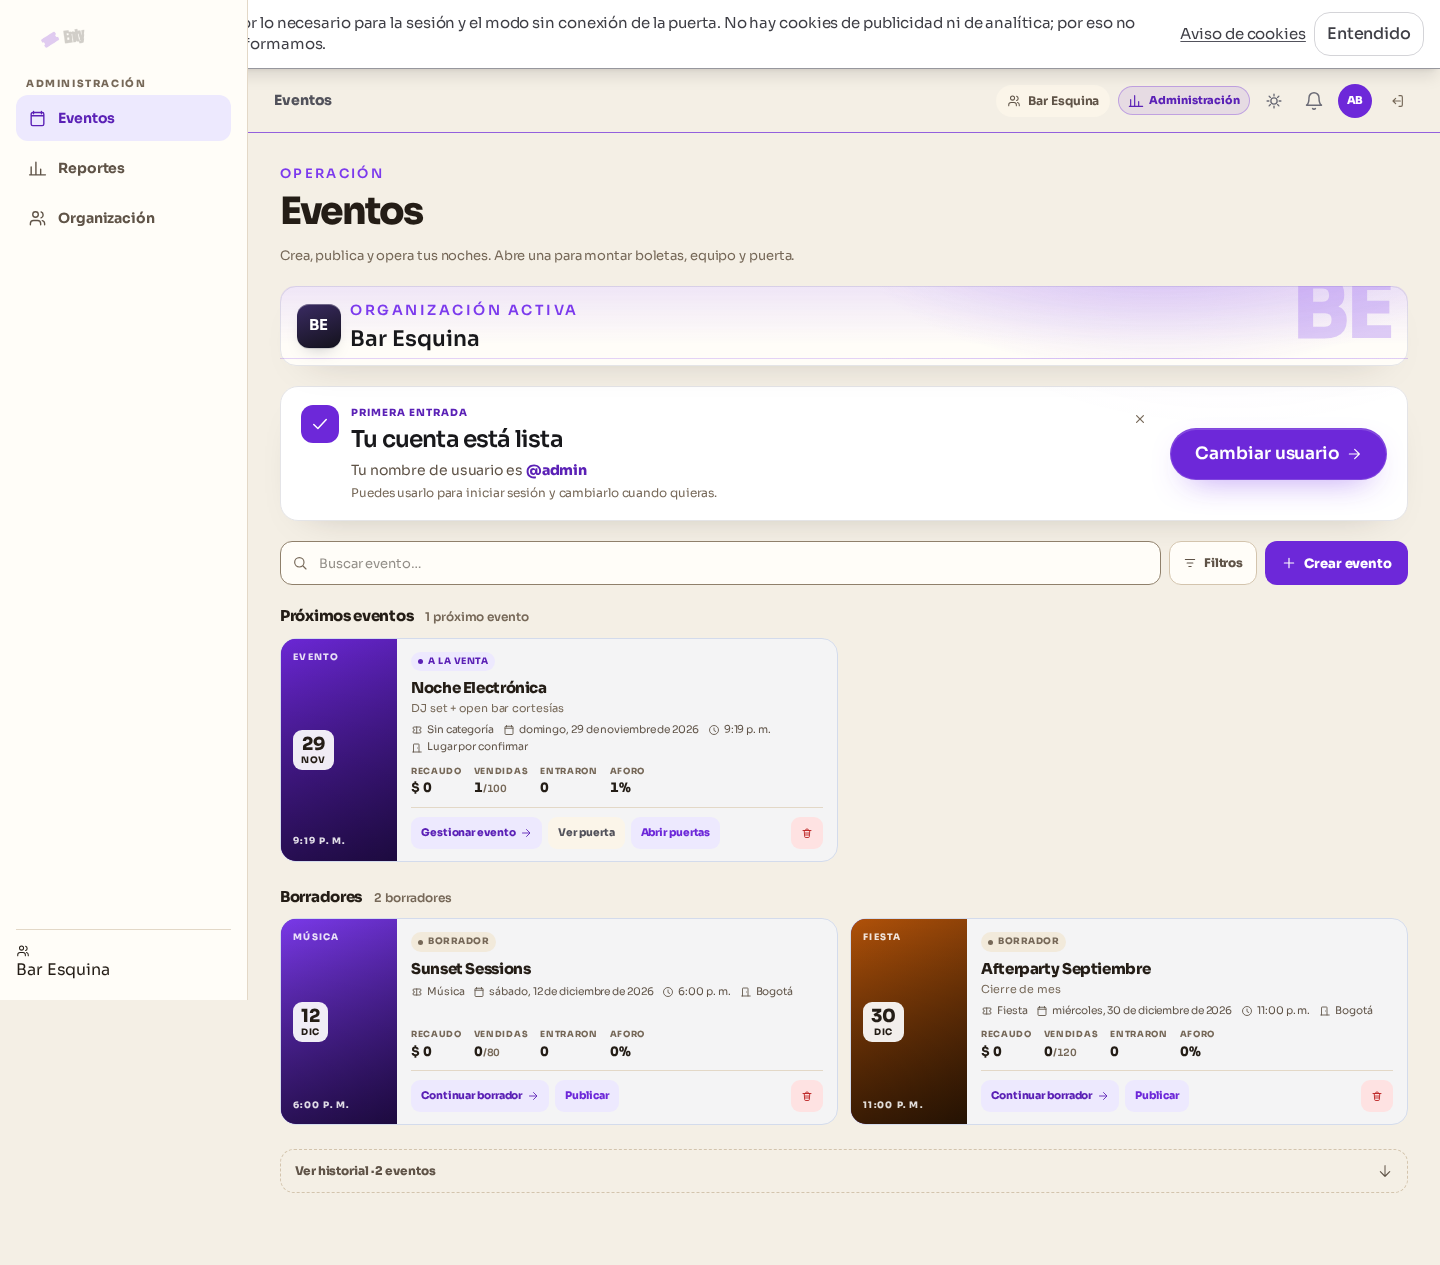 or lo necesario para la sesión y el modo sin conexión de la puerta. No hay cookies de publicidad ni de analítica; por eso no
formamos.
Aviso de cookies
Entendido
ADMINISTRACIÓN
Eventos
Reportes
Organización
Bar Esquina
Eventos
Bar Esquina
Administración
AB
OPERACIÓN
Eventos
Crea, publica y opera tus noches. Abre una para montar boletas, equipo y puerta.
BE
ORGANIZACIÓN ACTIVA
Bar Esquina
BE
PRIMERA ENTRADA
Tu cuenta está lista
Tu nombre de usuario es @admin
Puedes usarlo para iniciar sesión y cambiarlo cuando quieras.
Cambiar usuario
Buscar evento…
Filtros
Crear evento
Próximos eventos 1 próximo evento
EVENTO
29
NOV
9:19 P. M.
A LA VENTA
Noche Electrónica
DJ set + open bar cortesías
Sin categoría domingo, 29 de noviembre de 2026 9:19 p. m.
Lugar por confirmar
RECAUDO VENDIDAS ENTRARON AFORO
$ 0 1/100 0 1%
Gestionar evento Ver puerta Abrir puertas
Borradores 2 borradores
MÚSICA
12
DIC
6:00 P. M.
BORRADOR
Sunset Sessions
Música sábado, 12 de diciembre de 2026 6:00 p. m. Bogotá
RECAUDO VENDIDAS ENTRARON AFORO
$ 0 0/80 0 0%
Continuar borrador Publicar
FIESTA
30
DIC
11:00 P. M.
BORRADOR
Afterparty Septiembre
Cierre de mes
Fiesta miércoles, 30 de diciembre de 2026 11:00 p. m. Bogotá
RECAUDO VENDIDAS ENTRARON AFORO
$ 0 0/120 0 0%
Continuar borrador Publicar
Ver historial · 2 eventos